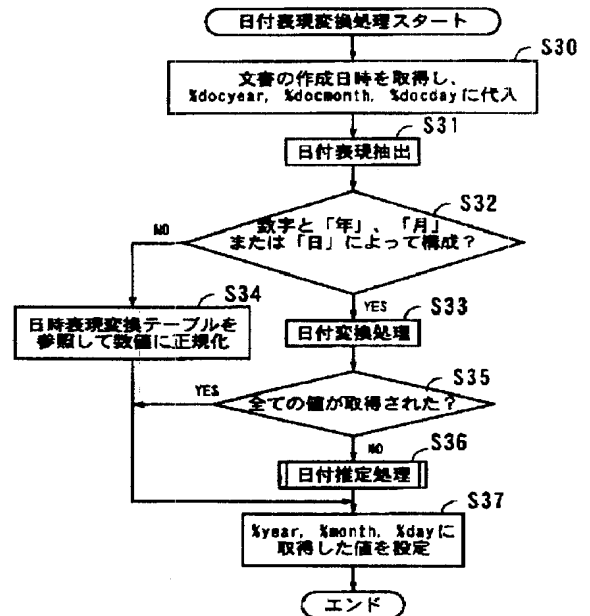 日付表現変換処理スタート
S30
文書の作成日時を取得し、
%docyear, %docmonth, %docdayに代入
S31
日付表現抽出
S32
数字と「年」、「月」
または「日」によって構成？
NO
YES
S34
日時表現変換テーブルを
参照して数値に正規化
S33
日付変換処理
S35
全ての値が取得された？
YES
NO
S36
日付推定処理
S37
%year, %month, %dayに
取得した値を設定
エンド